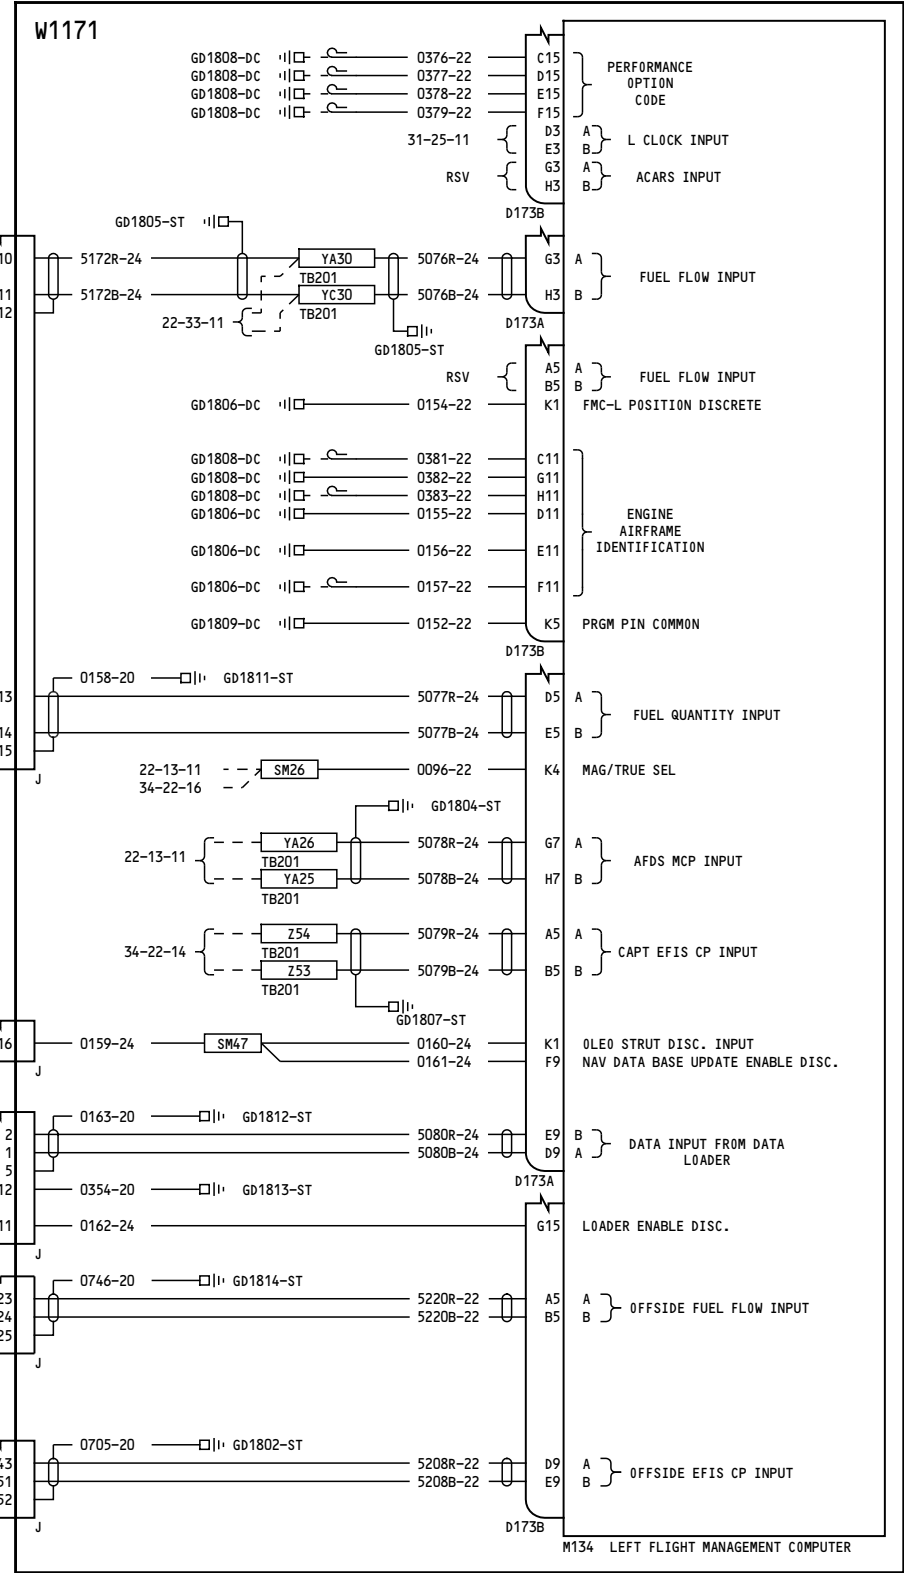 W1171
GD1808-DC 0376-22 C15
GD1808-DC 0377-22 D15
GD1808-DC 0378-22 E15
GD1808-DC 0379-22 F15
PERFORMANCE
OPTION
CODE
31-25-11 D3 A
E3 B
L CLOCK INPUT
RSV G3 A
H3 B
ACARS INPUT
D173B
GD1805-ST
10 5172R-24 YA30 5076R-24 G3 A
TB201
FUEL FLOW INPUT
11 5172B-24 YC30 5076B-24 H3 B
12 TB201
22-33-11
D173A
GD1805-ST
RSV A5 A
B5 B
FUEL FLOW INPUT
GD1806-DC 0154-22 K1 FMC-L POSITION DISCRETE
GD1808-DC 0381-22 C11
GD1808-DC 0382-22 G11
GD1808-DC 0383-22 H11
GD1806-DC 0155-22 D11
GD1806-DC 0156-22 E11
GD1806-DC 0157-22 F11
ENGINE
AIRFRAME
IDENTIFICATION
GD1809-DC 0152-22 K5 PRGM PIN COMMON
D173B
0158-20 GD1811-ST
13 5077R-24 D5 A
FUEL QUANTITY INPUT
14 5077B-24 E5 B
15
J
22-13-11 SM26 0096-22 K4 MAG/TRUE SEL
34-22-16
GD1804-ST
YA26 5078R-24 G7 A
22-13-11 TB201 AFDS MCP INPUT
YA25 5078B-24 H7 B
TB201
Z54 5079R-24 A5 A
34-22-14 TB201 CAPT EFIS CP INPUT
Z53 5079B-24 B5 B
TB201
GD1807-ST
16 0159-24 SM47 0160-24 K1 OLEO STRUT DISC. INPUT
0161-24 F9 NAV DATA BASE UPDATE ENABLE DISC.
J
0163-20 GD1812-ST
2 5080R-24 E9 B
1 5080B-24 D9 A
DATA INPUT FROM DATA
LOADER
5
D173A
12 0354-20 GD1813-ST
11 0162-24 G15 LOADER ENABLE DISC.
J
0746-20 GD1814-ST
23 5220R-22 A5 A
24 5220B-22 B5 B
OFFSIDE FUEL FLOW INPUT
25
J
0705-20 GD1802-ST
43 5208R-22 D9 A
51 5208B-22 E9 B
OFFSIDE EFIS CP INPUT
52
J
D173B
M134 LEFT FLIGHT MANAGEMENT COMPUTER